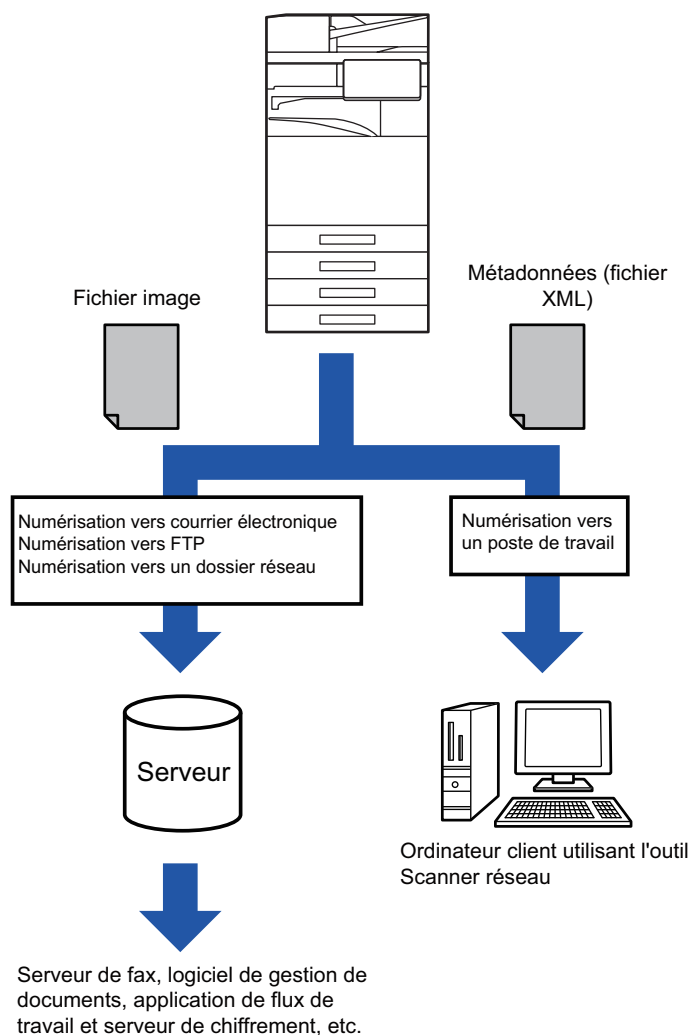 Fichier image
Métadonnées (fichier
XML)
Numérisation vers courrier électronique
Numérisation vers FTP
Numérisation vers un dossier réseau
Numérisation vers
un poste de travail
Serveur
Ordinateur client utilisant l'outil
Scanner réseau
Serveur de fax, logiciel de gestion de
documents, application de flux de
travail et serveur de chiffrement, etc.